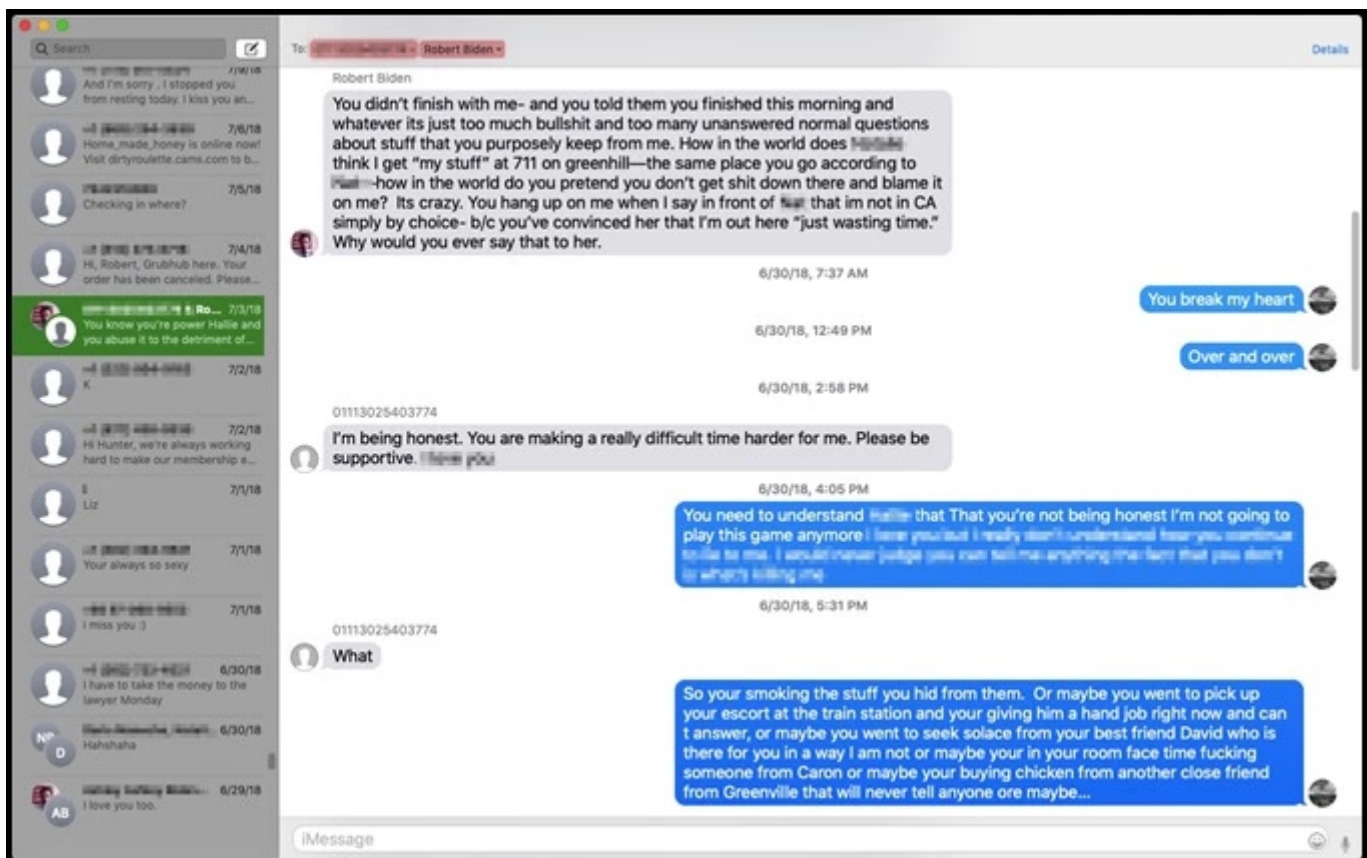 Search
To:
Robert Biden
Details
7/9/18
And I'm sorry , I stopped you
from resting today. I kiss you an...
7/6/18
Home_made_honey is online now!
Visit dirtyroulette.cams.com to b...
7/5/18
Checking in where?
7/4/18
Hi, Robert, Grubhub here. Your
order has been canceled. Please...
Ro... 7/3/18
You know you're power Hallie and
you abuse it to the detriment of...
7/2/18
K
7/2/18
Hi Hunter, we're always working
hard to make our membership e...
7/1/18
Liz
7/1/18
Your always so sexy
7/1/18
I miss you :)
6/30/18
I have to take the money to the
lawyer Monday
6/30/18
Hahshaha
NP
D
6/29/18
I love you too.
AB
Robert Biden
You didn't finish with me- and you told them you finished this morning and
whatever its just too much bullshit and too many unanswered normal questions
about stuff that you purposely keep from me. How in the world does
think I get "my stuff" at 711 on greenhill—the same place you go according to
-how in the world do you pretend you don't get shit down there and blame it
on me? Its crazy. You hang up on me when I say in front of that im not in CA
simply by choice- b/c you've convinced her that I'm out here "just wasting time."
Why would you ever say that to her.
6/30/18, 7:37 AM
You break my heart
6/30/18, 12:49 PM
Over and over
6/30/18, 2:58 PM
01113025403774
I'm being honest. You are making a really difficult time harder for me. Please be
supportive.
6/30/18, 4:05 PM
You need to understand that That you're not being honest I'm not going to
play this game anymore
6/30/18, 5:31 PM
01113025403774
What
So your smoking the stuff you hid from them. Or maybe you went to pick up
your escort at the train station and your giving him a hand job right now and can
t answer, or maybe you went to seek solace from your best friend David who is
there for you in a way I am not or maybe your in your room face time fucking
someone from Caron or maybe your buying chicken from another close friend
from Greenville that will never tell anyone ore maybe...
iMessage